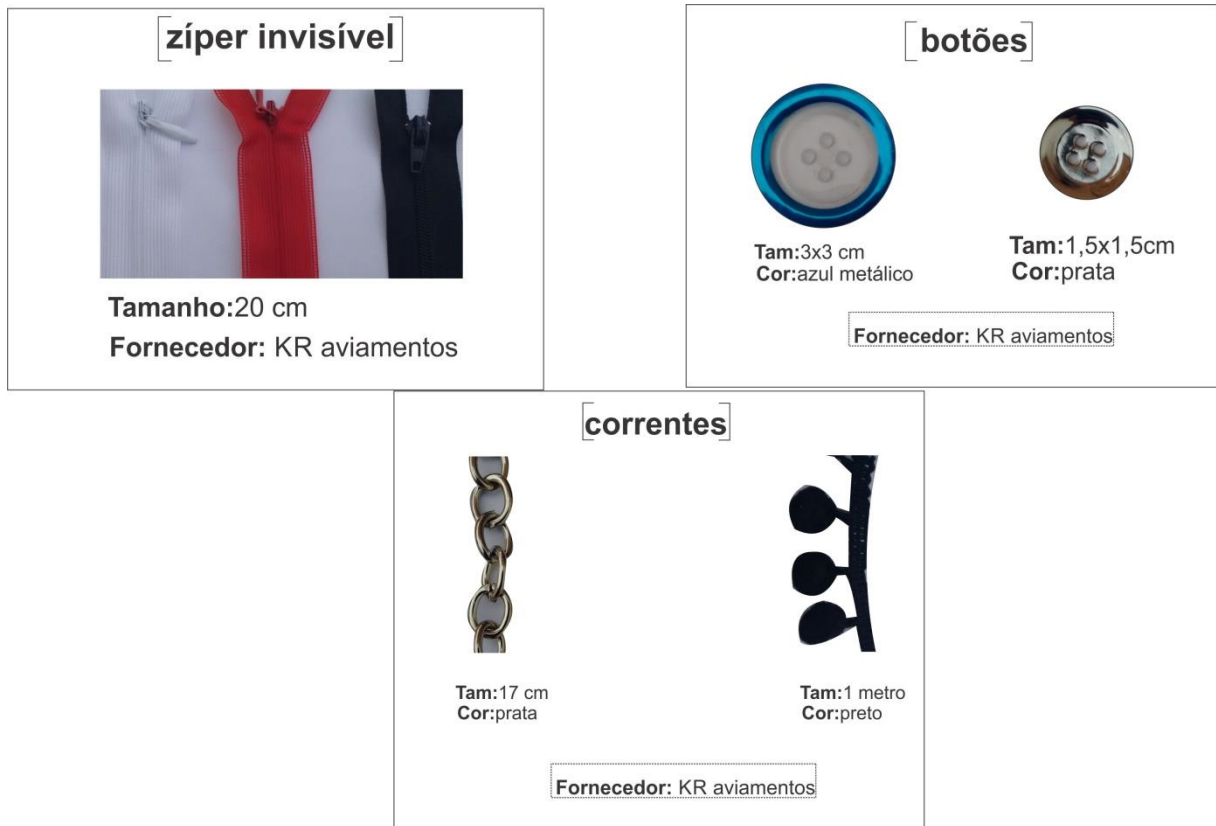 zíper invisível
Tamanho:20 cm
Fornecedor: KR aviamentos
botões
Tam:3x3 cm
Cor:azul metálico
Tam:1,5x1,5cm
Cor:prata
Fornecedor: KR aviamentos
correntes
Tam:17 cm
Cor:prata
Tam:1 metro
Cor:preto
Fornecedor: KR aviamentos